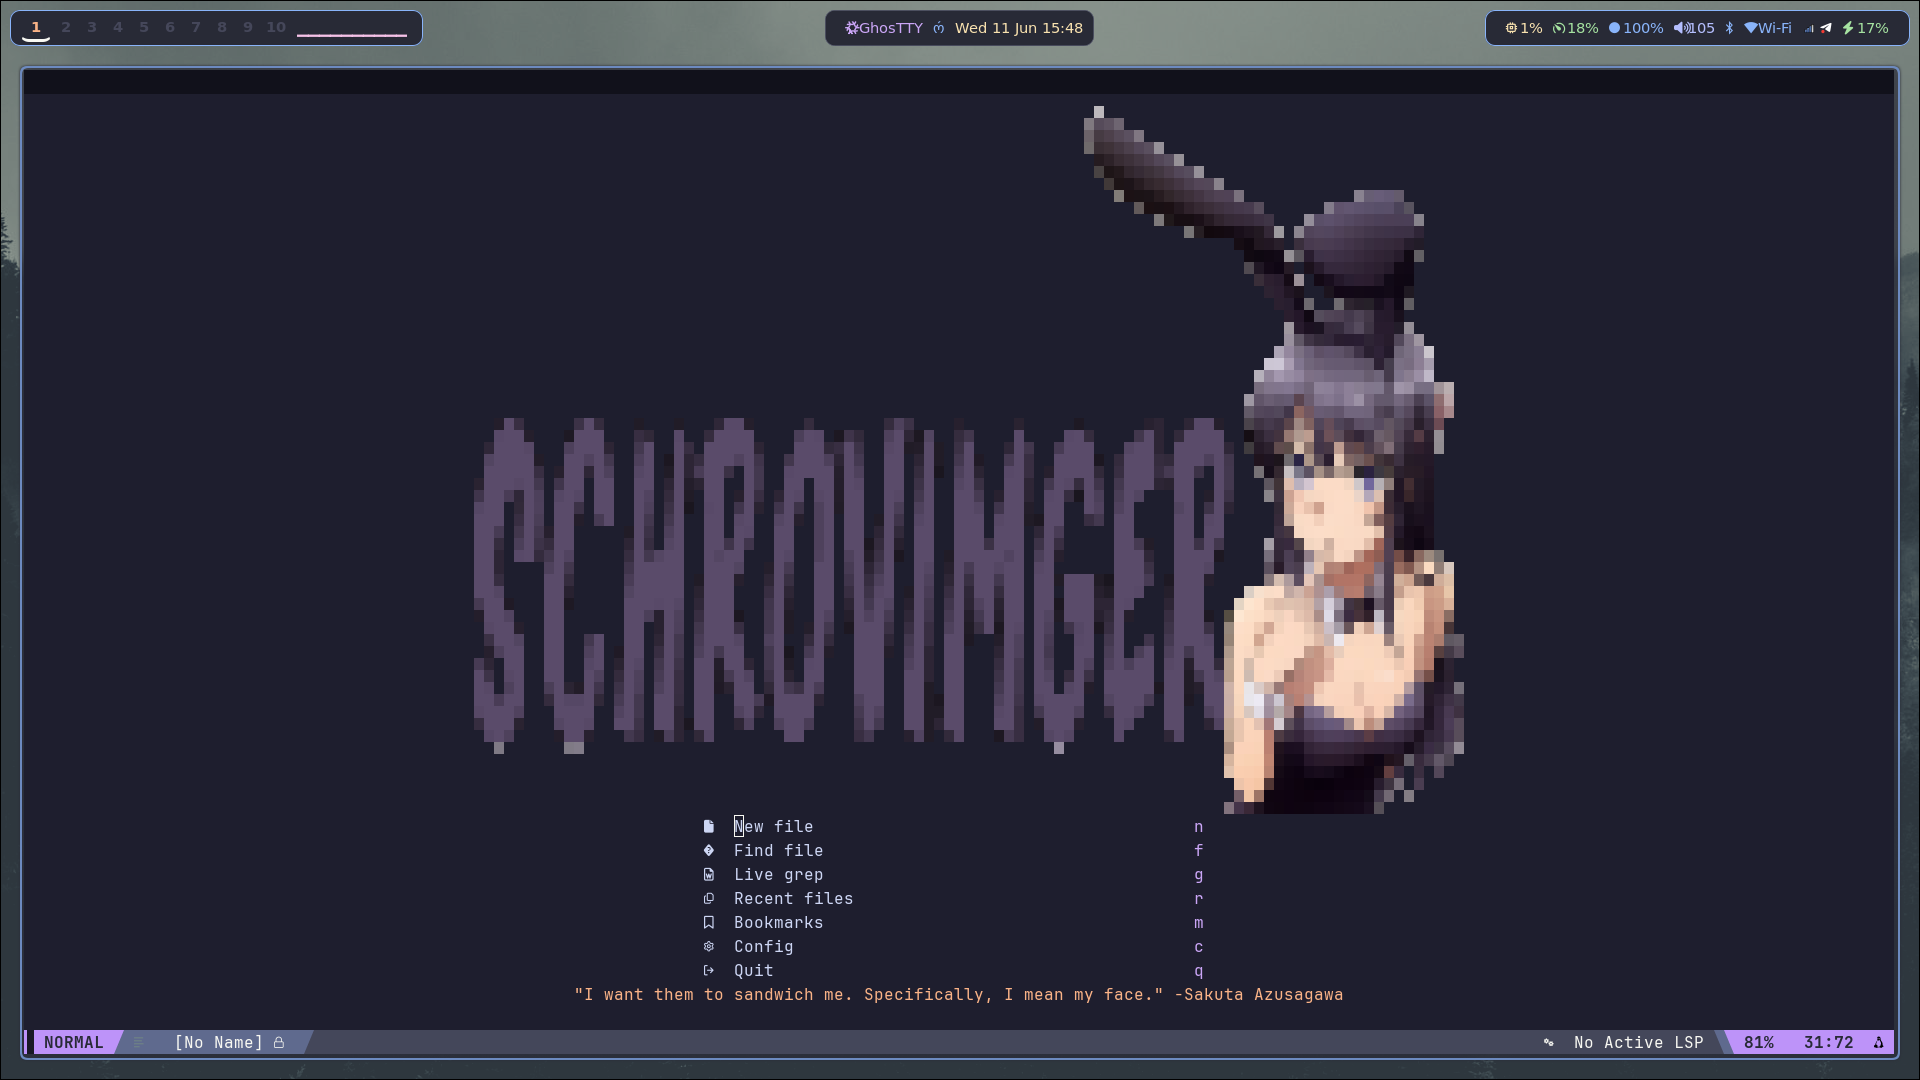 1 2 3 4 5 6 7 8 9 10
GhosTTY Wed 11 Jun 15:48
1% 18% 100% 105 Wi-Fi 17%
SCHROVIMGER
New file n
Find file f
Live grep g
Recent files r
Bookmarks m
Config c
Quit q
"I want them to sandwich me. Specifically, I mean my face." -Sakuta Azusagawa
NORMAL [No Name] No Active LSP 81% 31:72